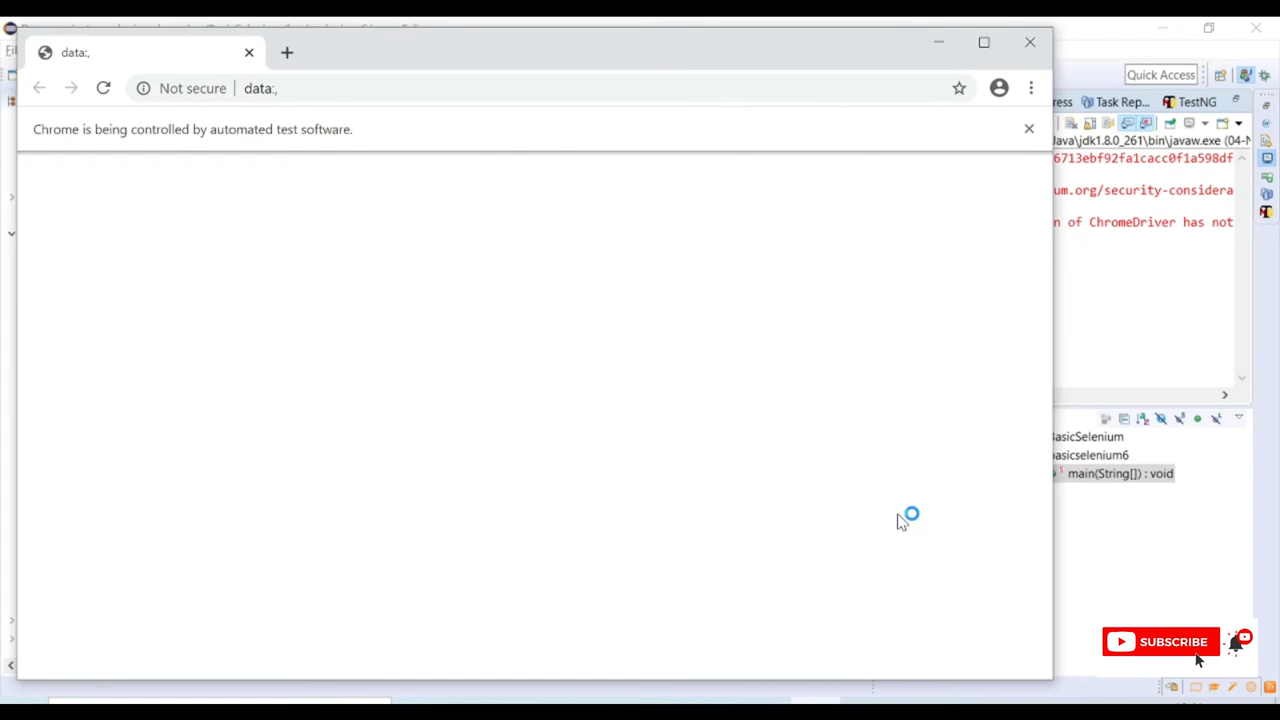 data:,
Quick Access
Not secure
data:,
ress
Task Rep...
TestNG
Chrome is being controlled by automated test software.
Java\jdk1.8.0_261\bin\javaw.exe (04-N
6713ebf92fa1cacc0f1a598df
um.org/security-considera
n of ChromeDriver has not
BasicSelenium
basicselenium6
main(String[]) : void
SUBSCRIBE